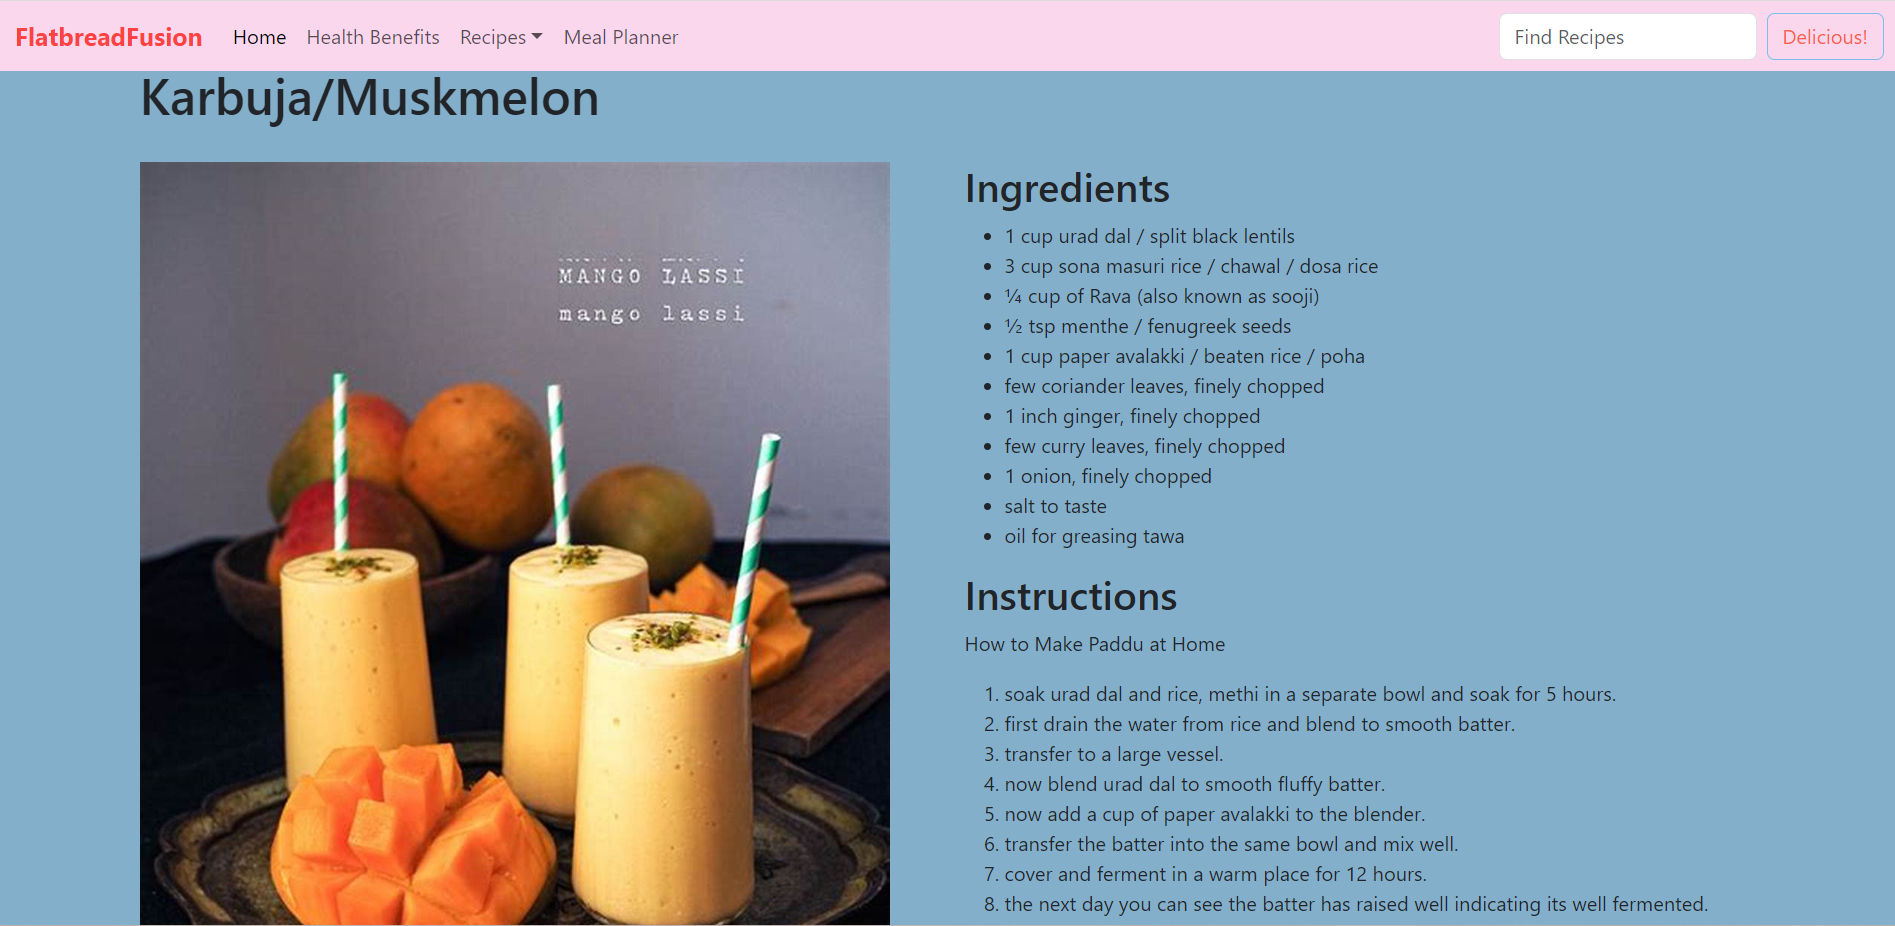 FlatbreadFusion Home Health Benefits Recipes Meal Planner Find Recipes Delicious!
Karbuja/Muskmelon
MANGO LASSI
mango lassi
Ingredients
• 1 cup urad dal / split black lentils
• 3 cup sona masuri rice / chawal / dosa rice
• ¼ cup of Rava (also known as sooji)
• ½ tsp menthe / fenugreek seeds
• 1 cup paper avalakki / beaten rice / poha
• few coriander leaves, finely chopped
• 1 inch ginger, finely chopped
• few curry leaves, finely chopped
• 1 onion, finely chopped
• salt to taste
• oil for greasing tawa
Instructions
How to Make Paddu at Home
1. soak urad dal and rice, methi in a separate bowl and soak for 5 hours.
2. first drain the water from rice and blend to smooth batter.
3. transfer to a large vessel.
4. now blend urad dal to smooth fluffy batter.
5. now add a cup of paper avalakki to the blender.
6. transfer the batter into the same bowl and mix well.
7. cover and ferment in a warm place for 12 hours.
8. the next day you can see the batter has raised well indicating its well fermented.